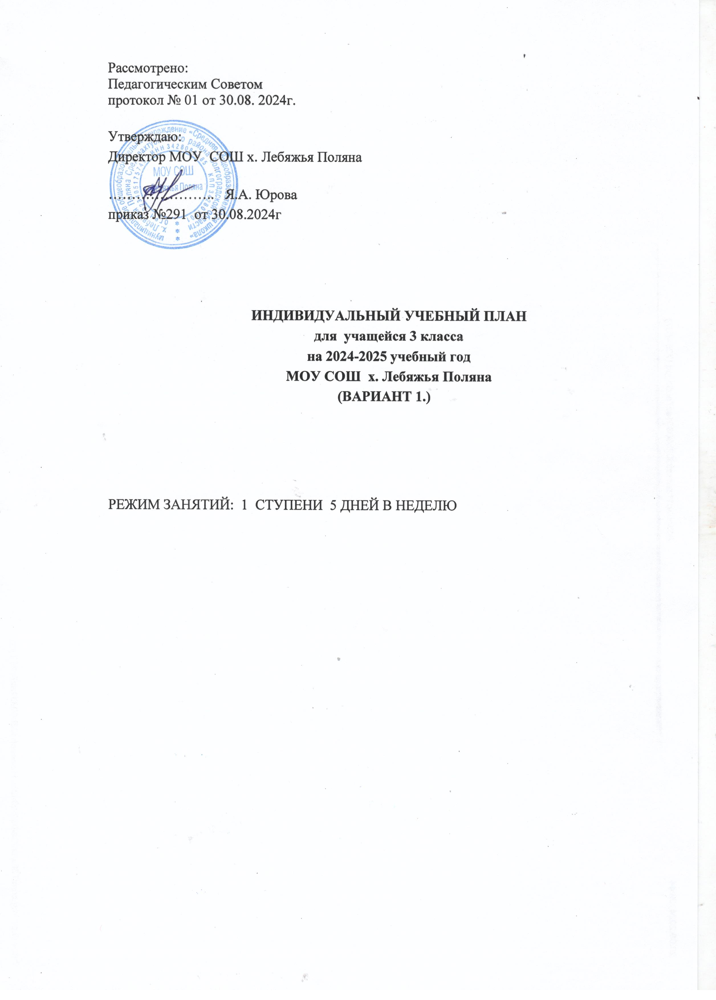 Рассмотрено:
Педагогическим Советом
протокол № 01 от 30.08. 2024г.
Утверждаю:
Директор МОУ СОШ х. Лебяжья Поляна
МОУ СОШ
Лебяжья Поляна
........................ Я.А. Юрова
приказ №291 от 30.08.2024г
ИНДИВИДУАЛЬНЫЙ УЧЕБНЫЙ ПЛАН
для учащейся 3 класса
на 2024-2025 учебный год
МОУ СОШ х. Лебяжья Поляна
(ВАРИАНТ 1.)
РЕЖИМ ЗАНЯТИЙ: 1 СТУПЕНИ 5 ДНЕЙ В НЕДЕЛЮ